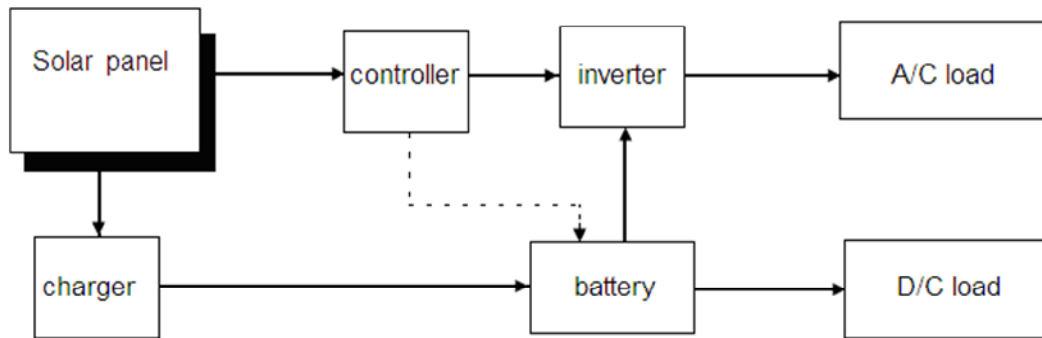 Solar panel
controller
inverter
A/C load
charger
battery
D/C load